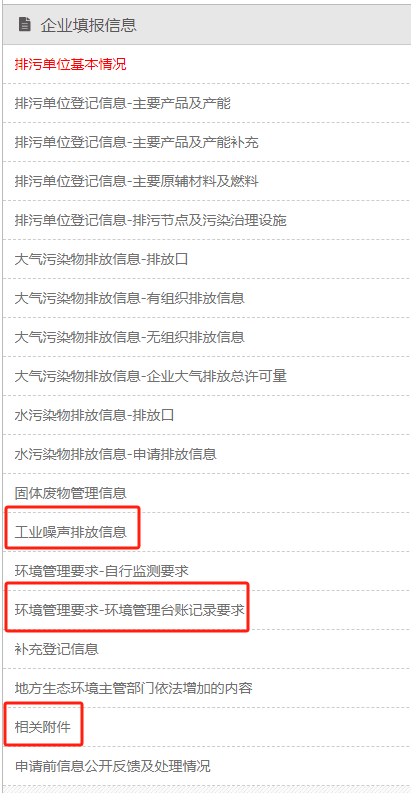 企业填报信息
排污单位基本情况
排污单位登记信息-主要产品及产能
排污单位登记信息-主要产品及产能补充
排污单位登记信息-主要原辅材料及燃料
排污单位登记信息-排污节点及污染治理设施
大气污染物排放信息-排放口
大气污染物排放信息-有组织排放信息
大气污染物排放信息-无组织排放信息
大气污染物排放信息-企业大气排放总许可量
水污染物排放信息-排放口
水污染物排放信息-申请排放信息
固体废物管理信息
工业噪声排放信息
环境管理要求-自行监测要求
环境管理要求-环境管理台账记录要求
补充登记信息
地方生态环境主管部门依法增加的内容
相关附件
申请前信息公开反馈及处理情况